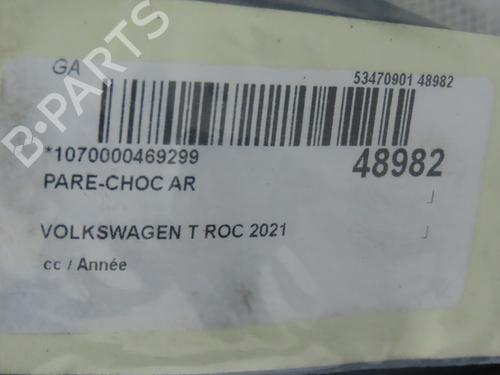 GA
53470901 48982
*1070000469299
48982
PARE-CHOC AR
VOLKSWAGEN T ROC 2021
cc / Année
B-PARTS